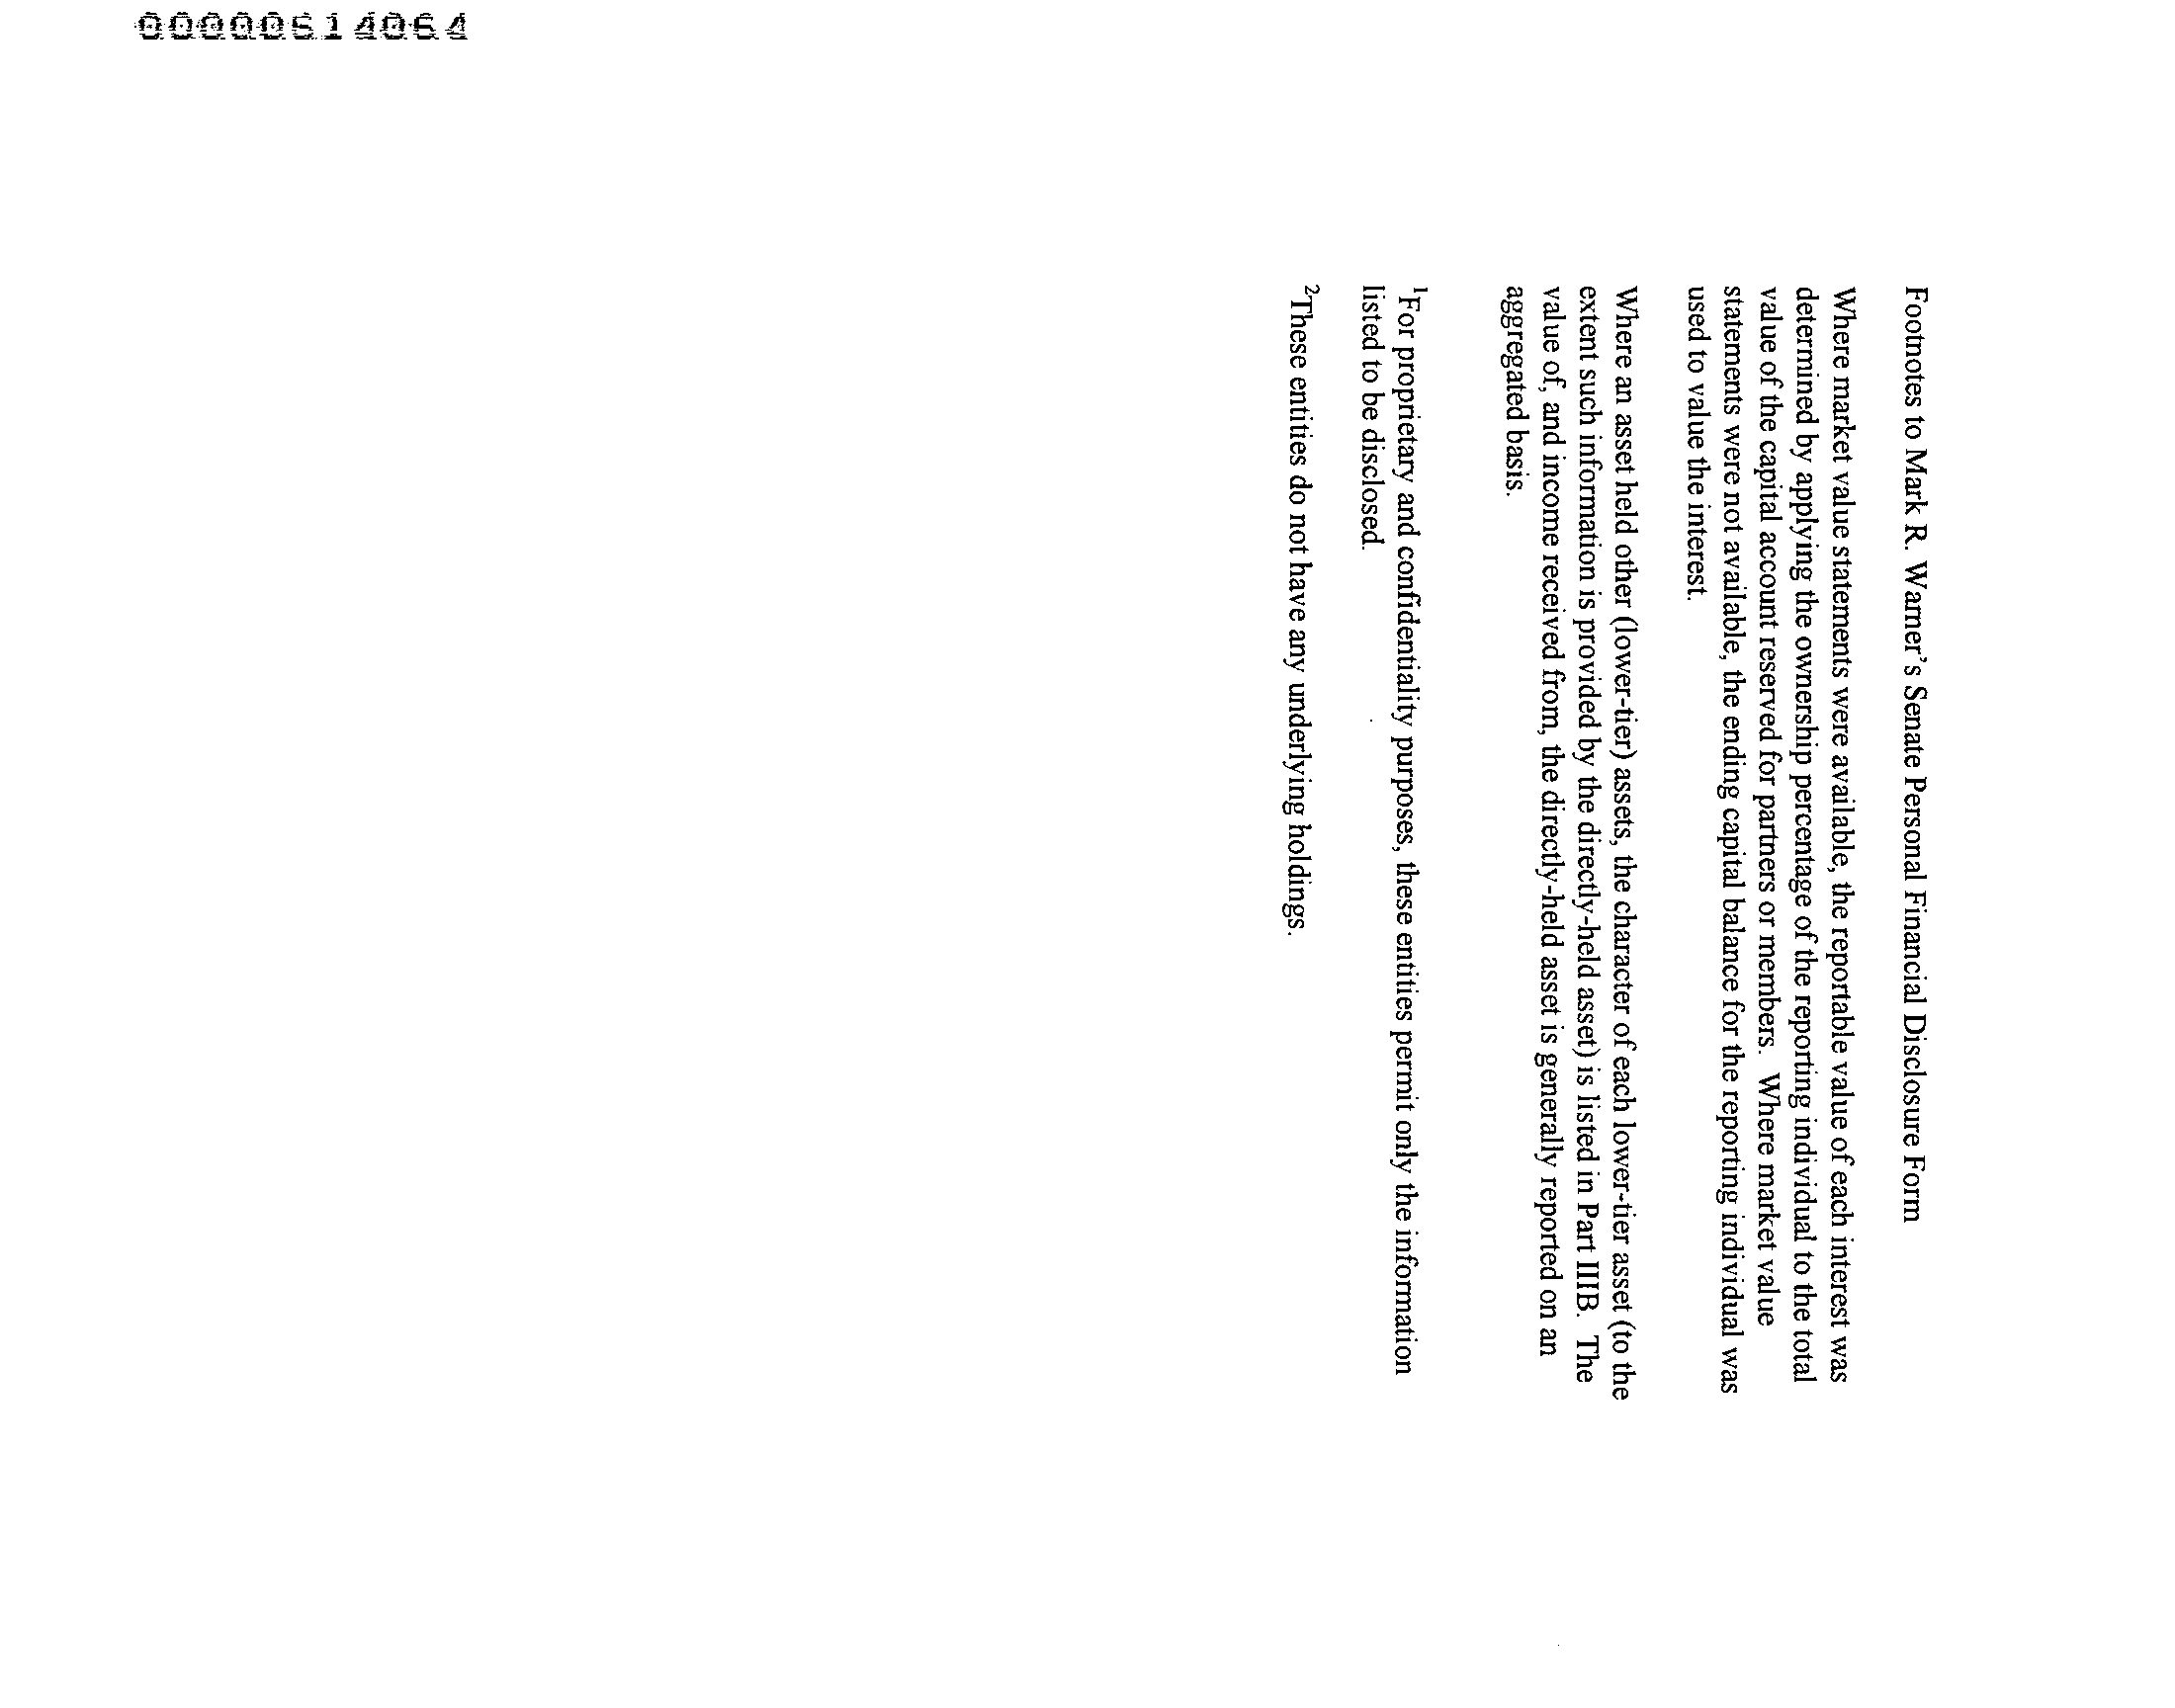 00000614064
Footnotes to Mark R. Warner's Senate Personal Financial Disclosure Form
Where market value statements were available, the reportable value of each interest was
determined by applying the ownership percentage of the reporting individual to the total
value of the capital account reserved for partners or members. Where market value
statements were not available, the ending capital balance for the reporting individual was
used to value the interest.
Where an asset held other (lower-tier) assets, the character of each lower-tier asset (to the
extent such information is provided by the directly-held asset) is listed in Part IIIB. The
value of, and income received from, the directly-held asset is generally reported on an
aggregated basis.
1For proprietary and confidentiality purposes, these entities permit only the information
listed to be disclosed.
2These entities do not have any underlying holdings.